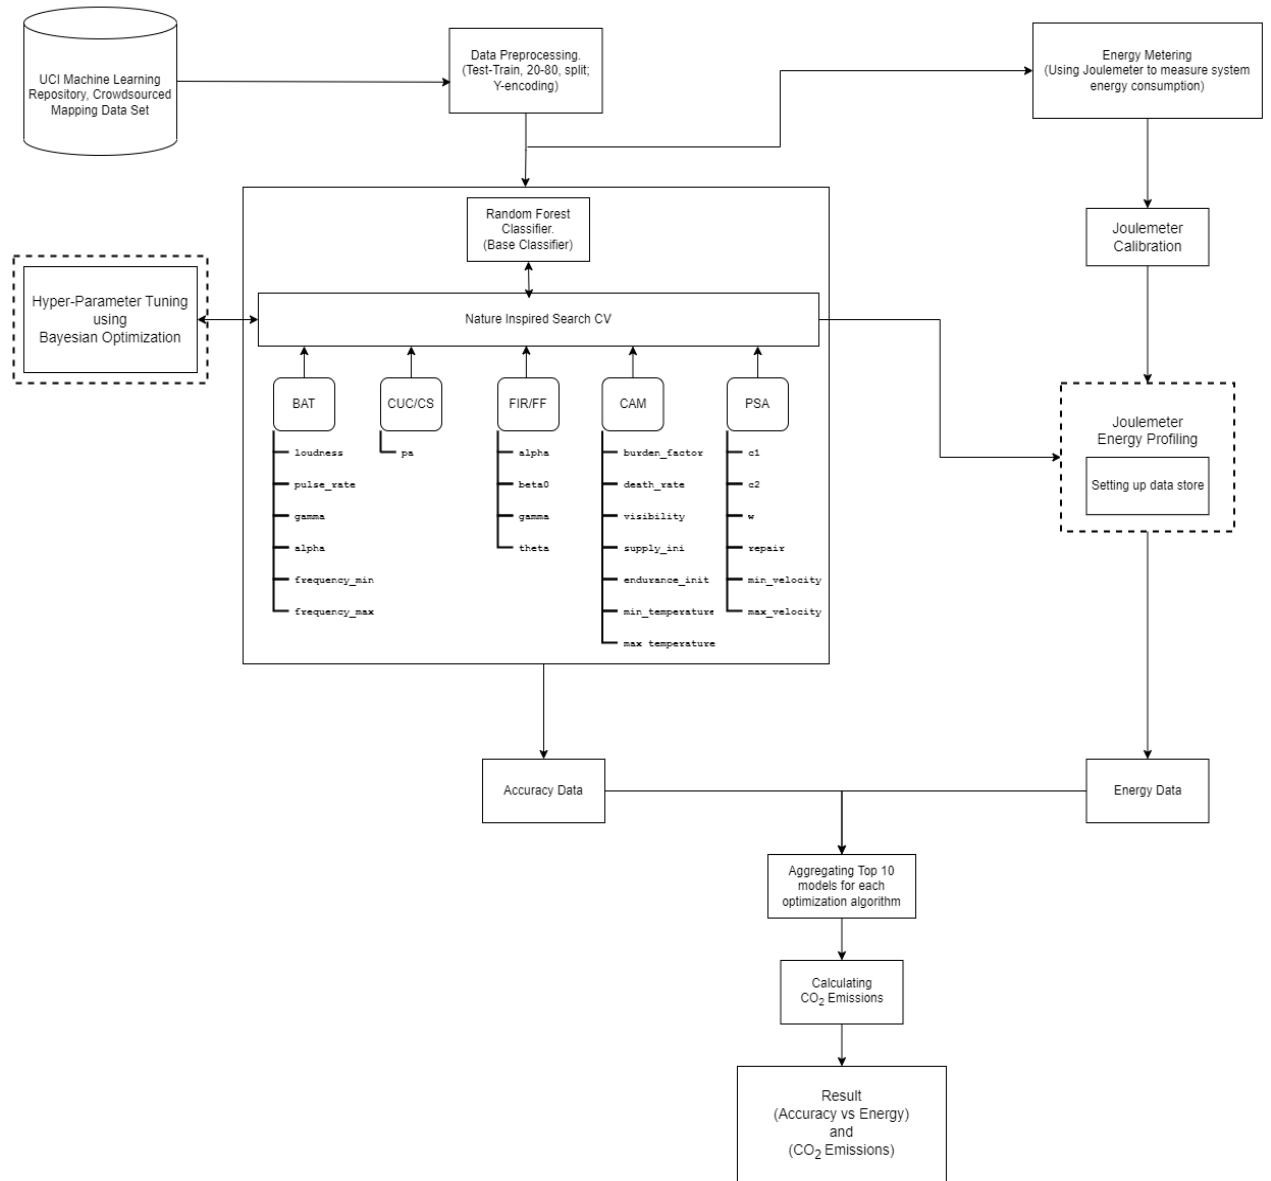 UCI Machine Learning
Repository, Crowdsourced
Mapping Data Set
Data Preprocessing.
(Test-Train, 20-80, split;
Y-encoding)
Energy Metering
(Using Joulemeter to measure system
energy consumption)
Random Forest
Classifier.
(Base Classifier)
Joulemeter
Calibration
Hyper-Parameter Tuning
using
Bayesian Optimization
Nature Inspired Search CV
BAT
loudness
pulse_rate
gamma
alpha
frequency_min
frequency_max
CUC/CS
pa
FIR/FF
alpha
beta0
gamma
theta
CAM
burden_factor
death_rate
visibility
supply_ini
endurance_init
min_temperature
max temperature
PSA
c1
c2
w
repair
min_velocity
max_velocity
Joulemeter
Energy Profiling
Setting up data store
Accuracy Data
Energy Data
Aggregating Top 10
models for each
optimization algorithm
Calculating
CO2 Emissions
Result
(Accuracy vs Energy)
and
(CO2 Emissions)